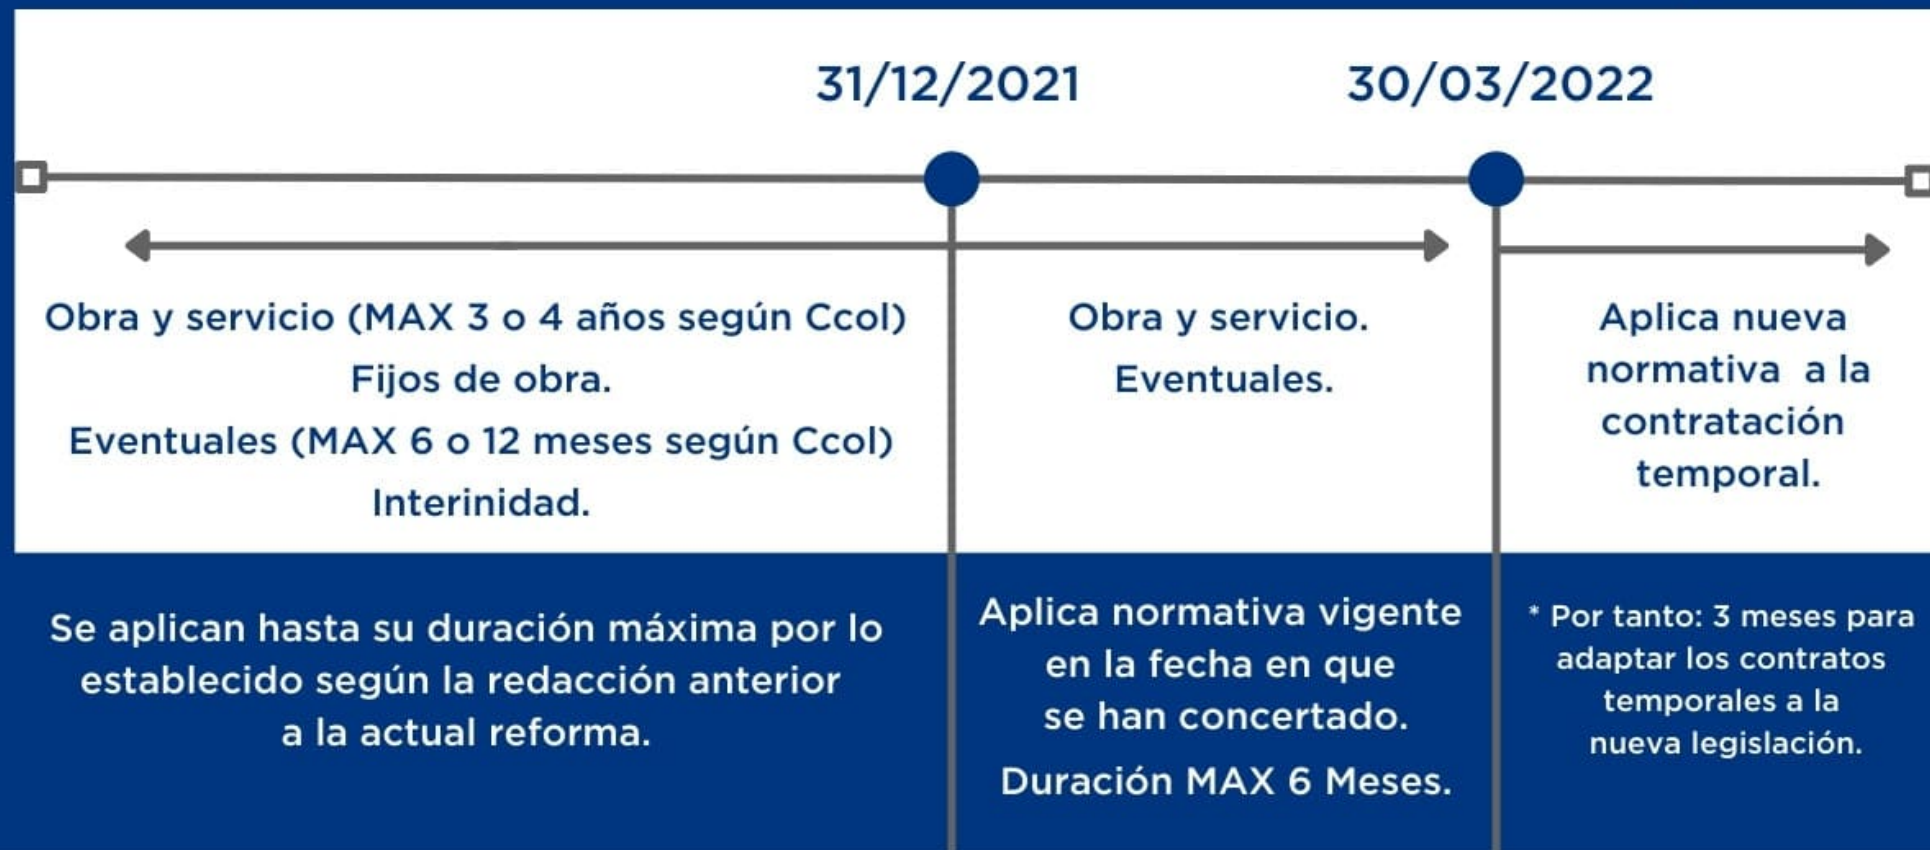 31/12/2021
30/03/2022
Obra y servicio (MAX 3 o 4 años según Ccol)
Fijos de obra.
Eventuales (MAX 6 o 12 meses según Ccol)
Interinidad.
Se aplican hasta su duración máxima por lo
establecido según la redacción anterior
a la actual reforma.
Obra y servicio.
Eventuales.
Aplica normativa vigente
en la fecha en que
se han concertado.
Duración MAX 6 Meses.
Aplica nueva
normativa a la
contratación
temporal.
* Por tanto: 3 meses para
adaptar los contratos
temporales a la
nueva legislación.